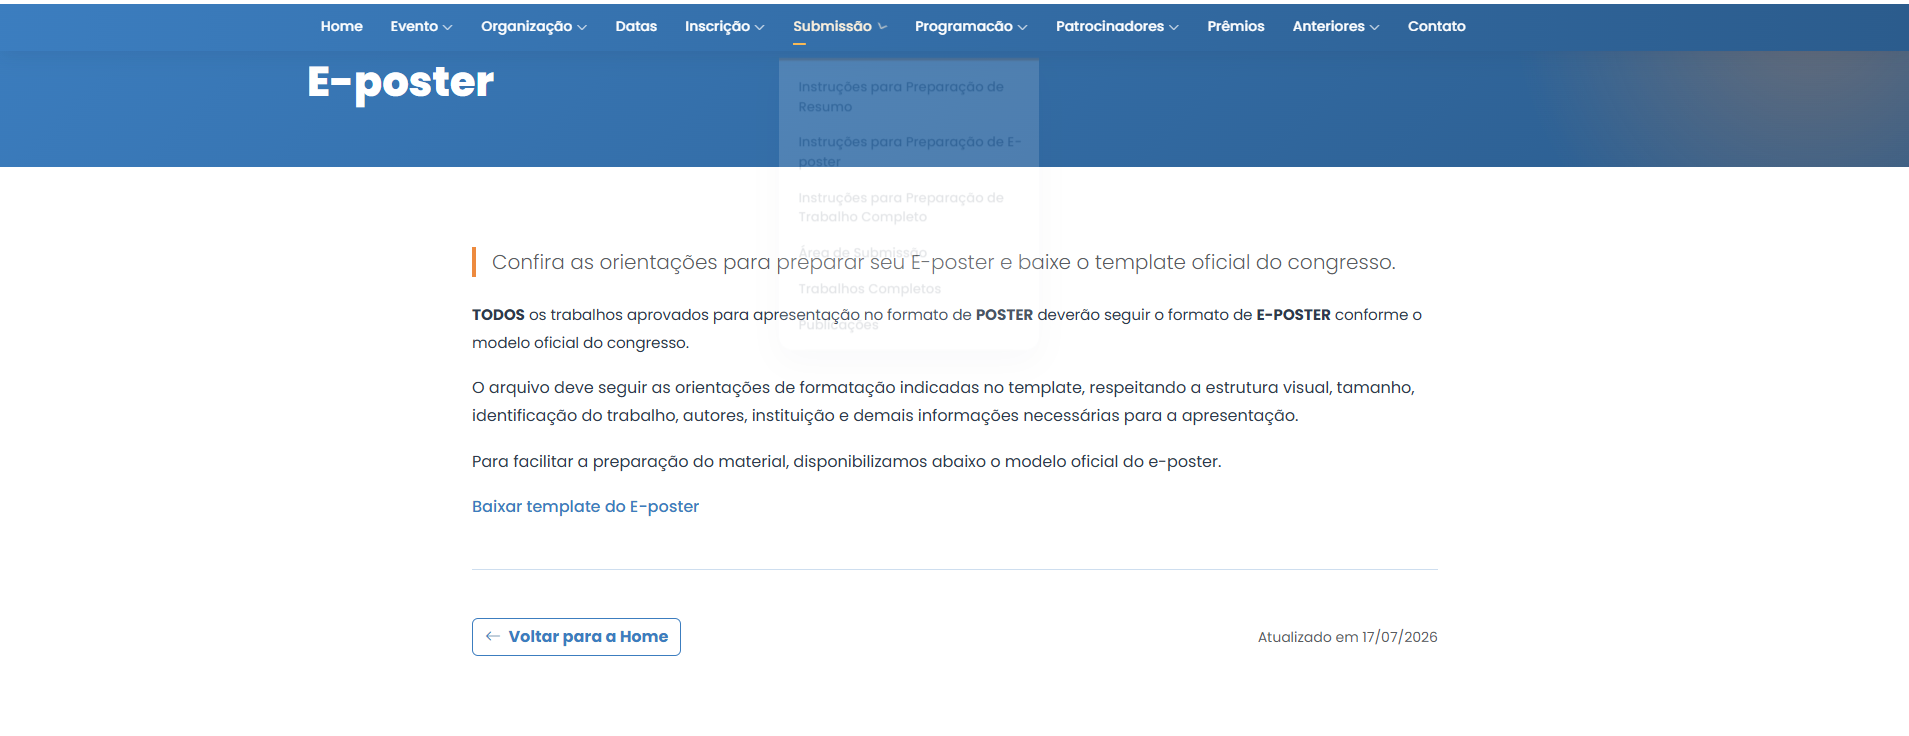 Home Evento Organização Datas Inscrição Submissão Programacão Patrocinadores Prêmios Anteriores Contato
E-poster
Instruções para Preparação de
Resumo
Instruções para Preparação de E-
poster
Instruções para Preparação de
Trabalho Completo
Área de Submissão
Trabalhos Completos
Publicações
Confira as orientações para preparar seu E-poster e baixe o template oficial do congresso.
TODOS os trabalhos aprovados para apresentação no formato de POSTER deverão seguir o formato de E-POSTER conforme o
modelo oficial do congresso.
O arquivo deve seguir as orientações de formatação indicadas no template, respeitando a estrutura visual, tamanho,
identificação do trabalho, autores, instituição e demais informações necessárias para a apresentação.
Para facilitar a preparação do material, disponibilizamos abaixo o modelo oficial do e-poster.
Baixar template do E-poster
← Voltar para a Home
Atualizado em 17/07/2026